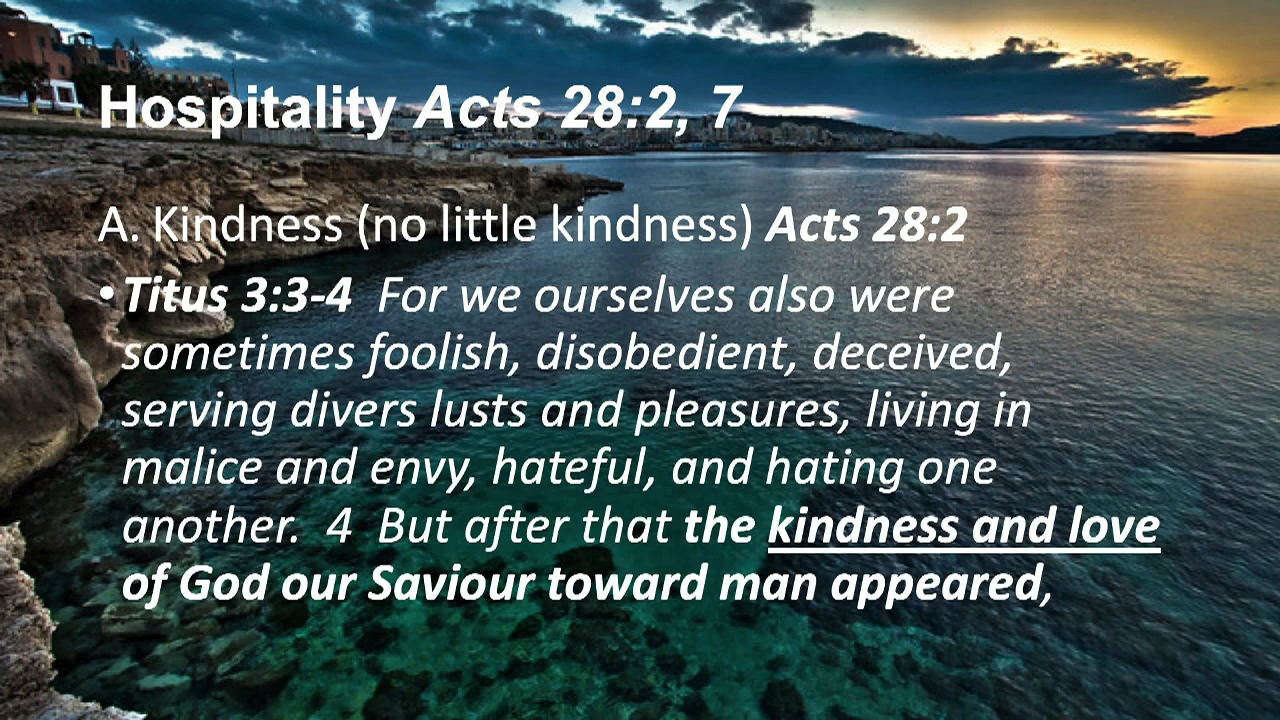 Hospitality Acts 28:2, 7
A. Kindness (no little kindness) Acts 28:2
• Titus 3:3-4 For we ourselves also were
sometimes foolish, disobedient, deceived,
serving divers lusts and pleasures, living in
malice and envy, hateful, and hating one
another. 4 But after that the kindness and love
of God our Saviour toward man appeared,